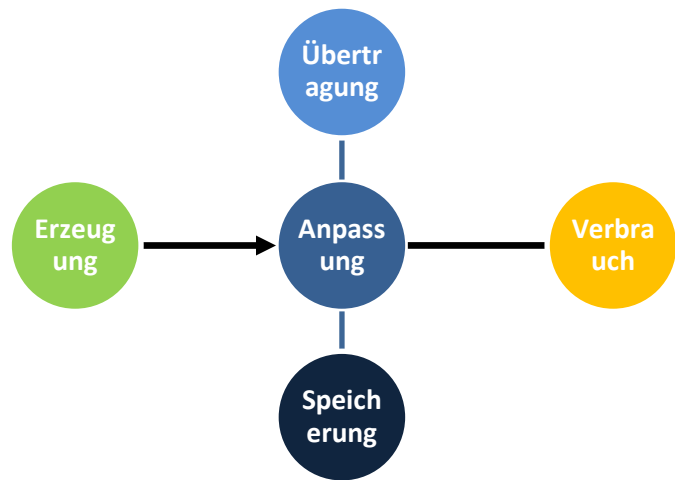 Übertr
agung
Erzeug
ung
Anpass
ung
Verbra
uch
Speich
erung